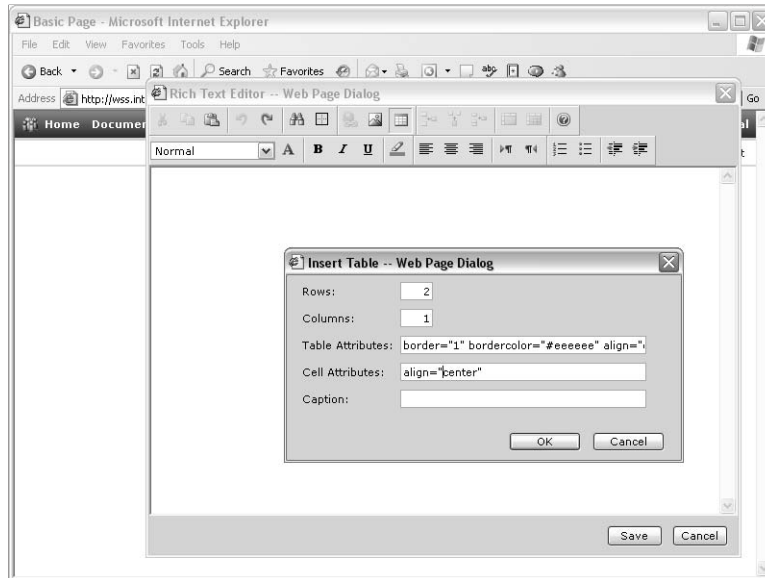 Basic Page - Microsoft Internet Explorer
File Edit View Favorites Tools Help
Back Search Favorites
Address http://wss.int Go
Rich Text Editor -- Web Page Dialog
Home Documen al
Normal A B I U t
Insert Table -- Web Page Dialog
Rows: 2
Columns: 1
Table Attributes: border="1" bordercolor="#eeeeee" align="
Cell Attributes: align="center"
Caption:
OK Cancel
Save Cancel